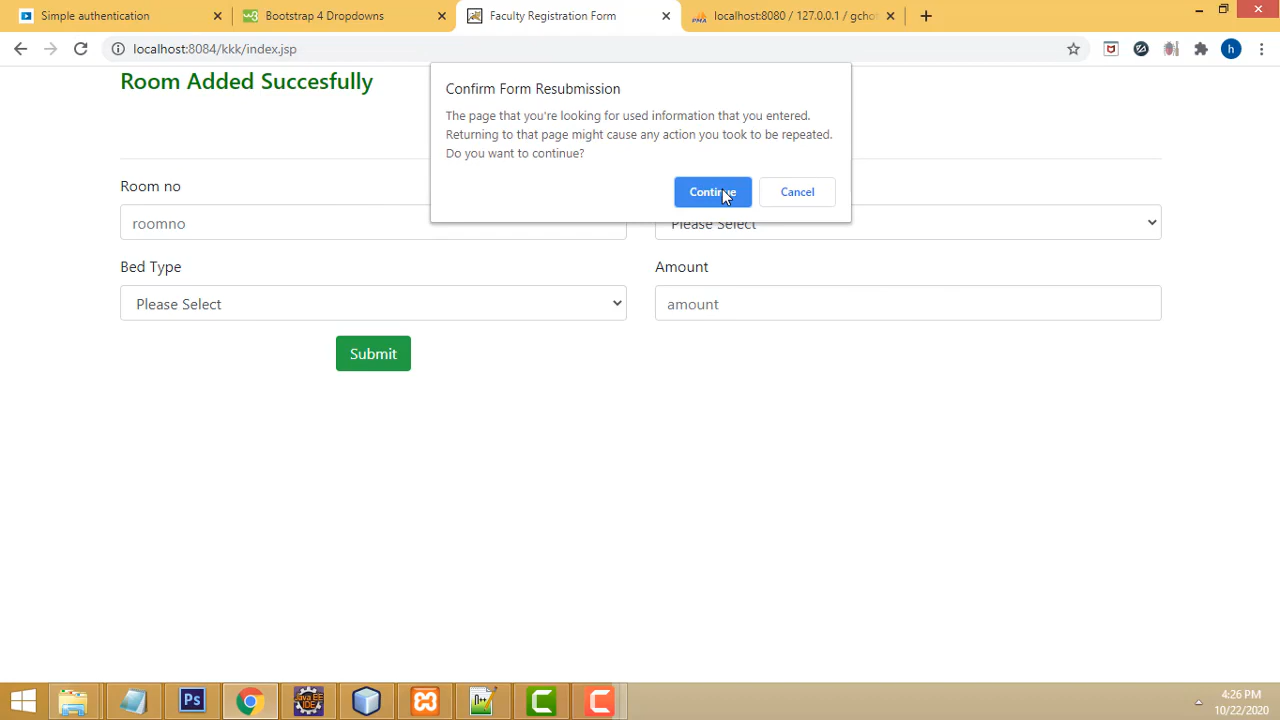 Simple authentication
Bootstrap 4 Dropdowns
Faculty Registration Form
localhost:8080 / 127.0.0.1 / gcho
localhost:8084/kkk/index.jsp
h
Room Added Succesfully
Confirm Form Resubmission
The page that you're looking for used information that you entered.
Returning to that page might cause any action you took to be repeated.
Do you want to continue?
Continue
Cancel
Room no
roomno
Please Select
Bed Type
Amount
Please Select
amount
Submit
Ps
Java EE
IDE
4:26 PM
10/22/2020